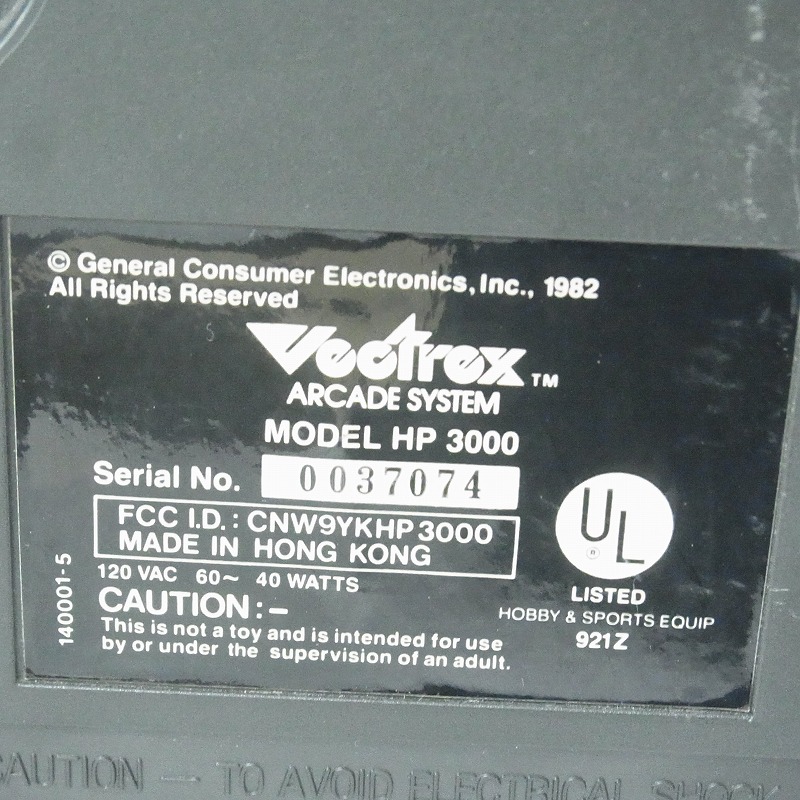 © General Consumer Electronics, Inc., 1982
All Rights Reserved
Vectrex™
ARCADE SYSTEM
MODEL HP 3000
Serial No. 0037074
FCC I.D.: CNW9YKHP3000
MADE IN HONG KONG
120 VAC 60~ 40 WATTS
CAUTION:-
This is not a toy and is intended for use
by or under the supervision of an adult.
140001-5
UL
®
LISTED
HOBBY & SPORTS EQUIP
921Z
CAUTION — TO AVOID ELECTRICAL SHOCK